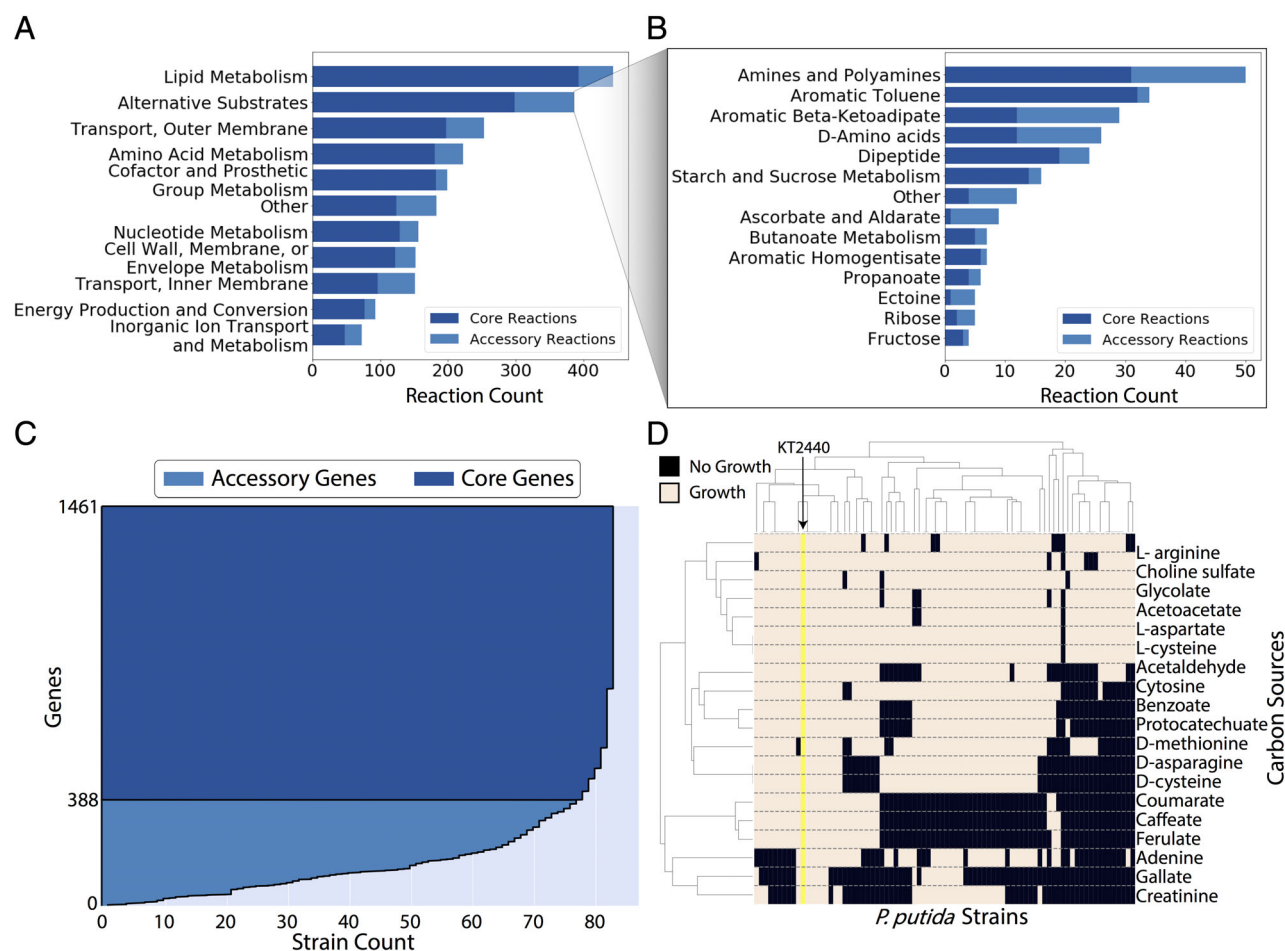 A
Lipid Metabolism
Alternative Substrates
Transport, Outer Membrane
Amino Acid Metabolism
Cofactor and Prosthetic
Group Metabolism
Other
Nucleotide Metabolism
Cell Wall, Membrane, or
Envelope Metabolism
Transport, Inner Membrane
Energy Production and Conversion
Inorganic Ion Transport
and Metabolism
Core Reactions
Accessory Reactions
0 100 200 300 400
Reaction Count
B
Amines and Polyamines
Aromatic Toluene
Aromatic Beta-Ketoadipate
D-Amino acids
Dipeptide
Starch and Sucrose Metabolism
Other
Ascorbate and Aldarate
Butanoate Metabolism
Aromatic Homogentisate
Propanoate
Ectoine
Ribose
Fructose
Core Reactions
Accessory Reactions
0 10 20 30 40 50
Reaction Count
C
Accessory Genes Core Genes
1461
388
0
Genes
0 10 20 30 40 50 60 70 80
Strain Count
D
KT2440
No Growth
Growth
L- arginine
Choline sulfate
Glycolate
Acetoacetate
L-aspartate
L-cysteine
Acetaldehyde
Cytosine
Benzoate
Protocatechuate
D-methionine
D-asparagine
D-cysteine
Coumarate
Caffeate
Ferulate
Adenine
Gallate
Creatinine
Carbon Sources
P. putida Strains